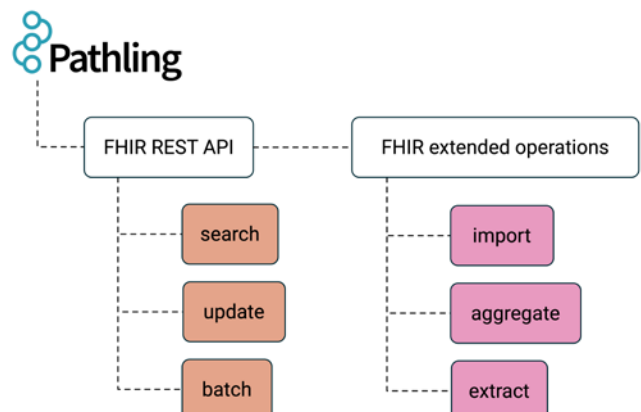 Pathling
FHIR REST API
FHIR extended operations
search
import
update
aggregate
batch
extract